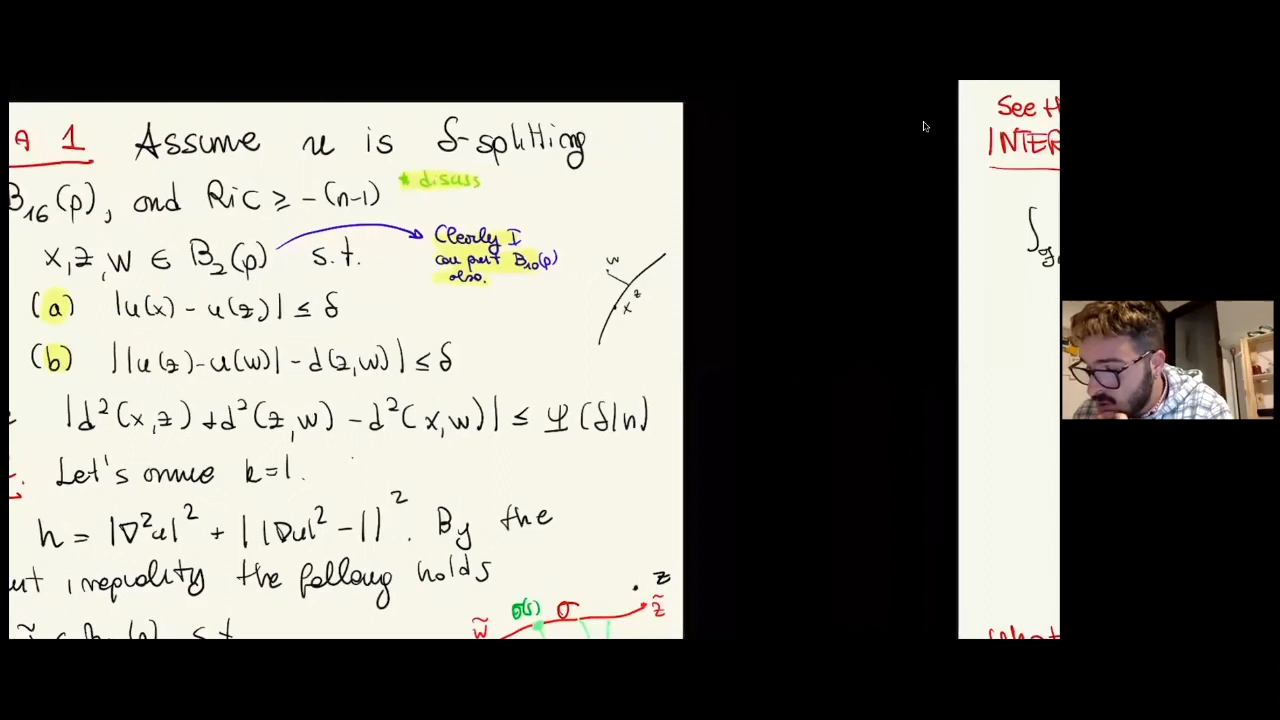 A 1 Assume u is δ-splitting
B₁₆(p), and Ric ≥ -(n-1) * discuss
x,z,w ∈ B₂(p) s.t.
Clearly I
can put B₁₀(p)
also.
(a) |u(x) - u(z)| ≤ δ
(b) ||u(z)-u(w)| - d(z,w)| ≤ δ
w
z
x
|d²(x,z) + d²(z,w) - d²(x,w)| ≤ Ψ(δ|n)
Let's assume k=1.
h = |∇²u|² + ||∇u|² - 1|². By the
inequality the following holds
z
σ(s) σ z̃
w̃
s.t.
See
INTER
∫